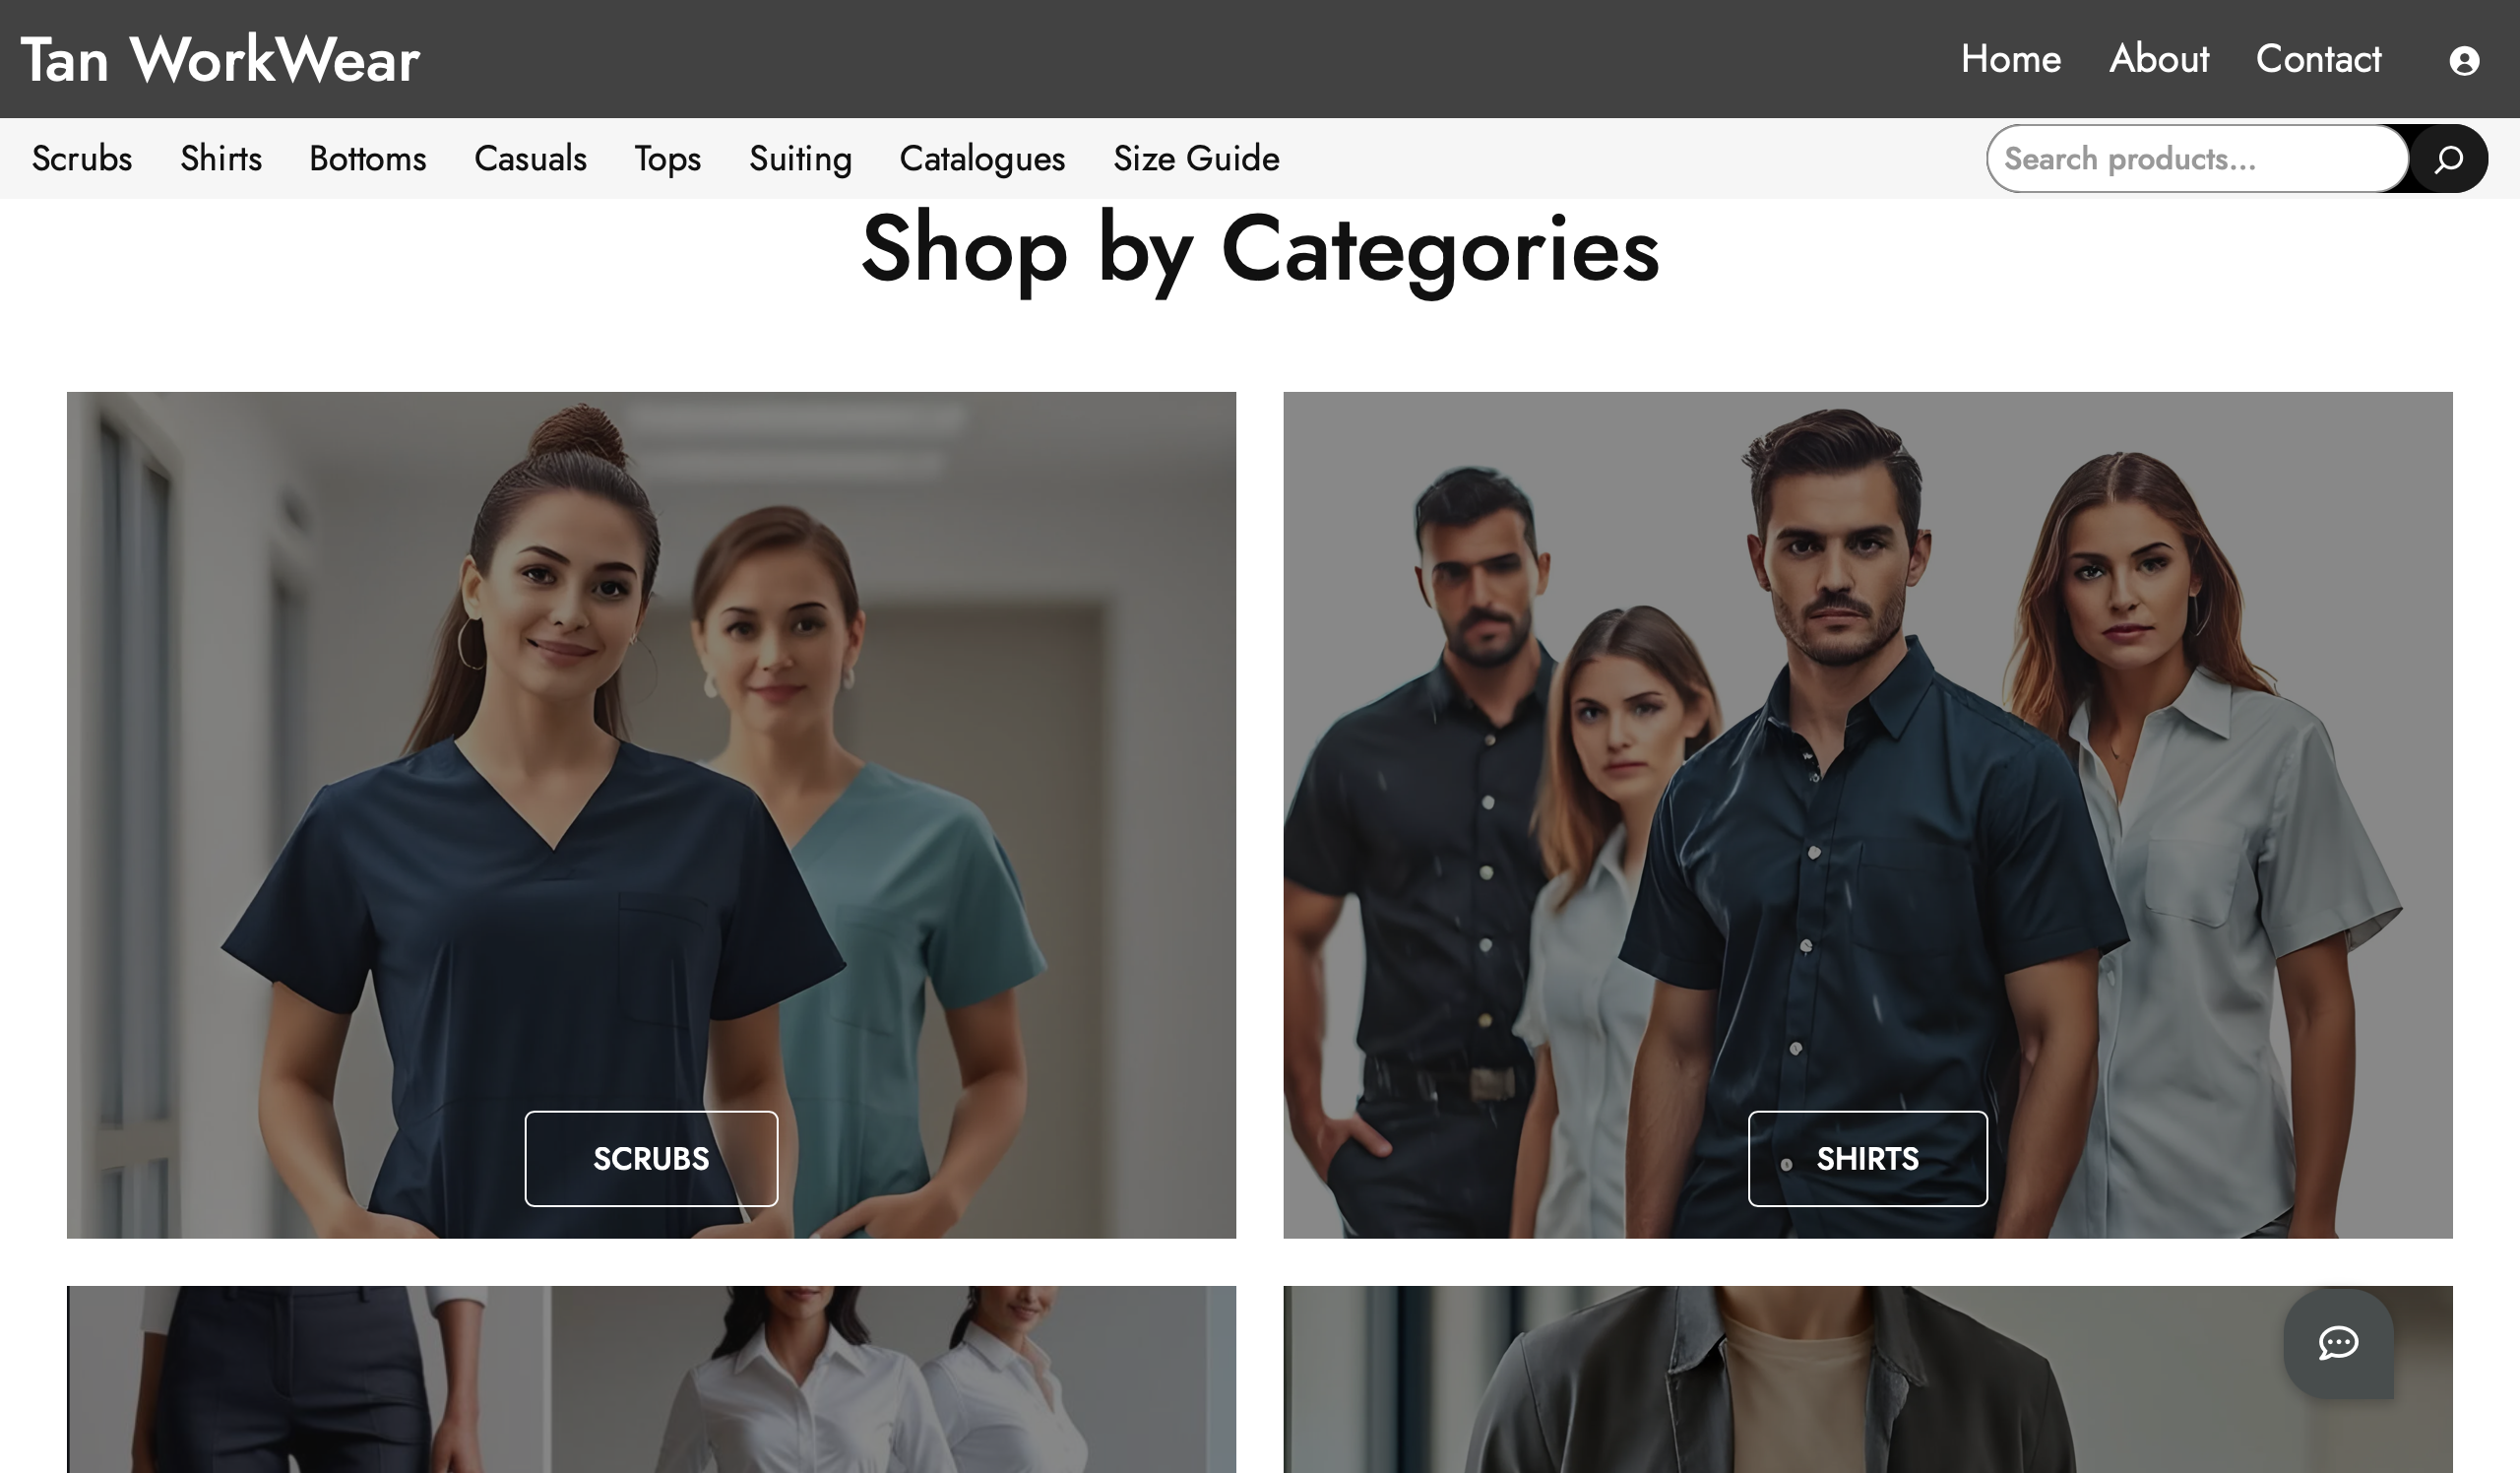 Tan WorkWear
Home About Contact
Scrubs Shirts Bottoms Casuals Tops Suiting Catalogues Size Guide
Search products...
Shop by Categories
SCRUBS
SHIRTS